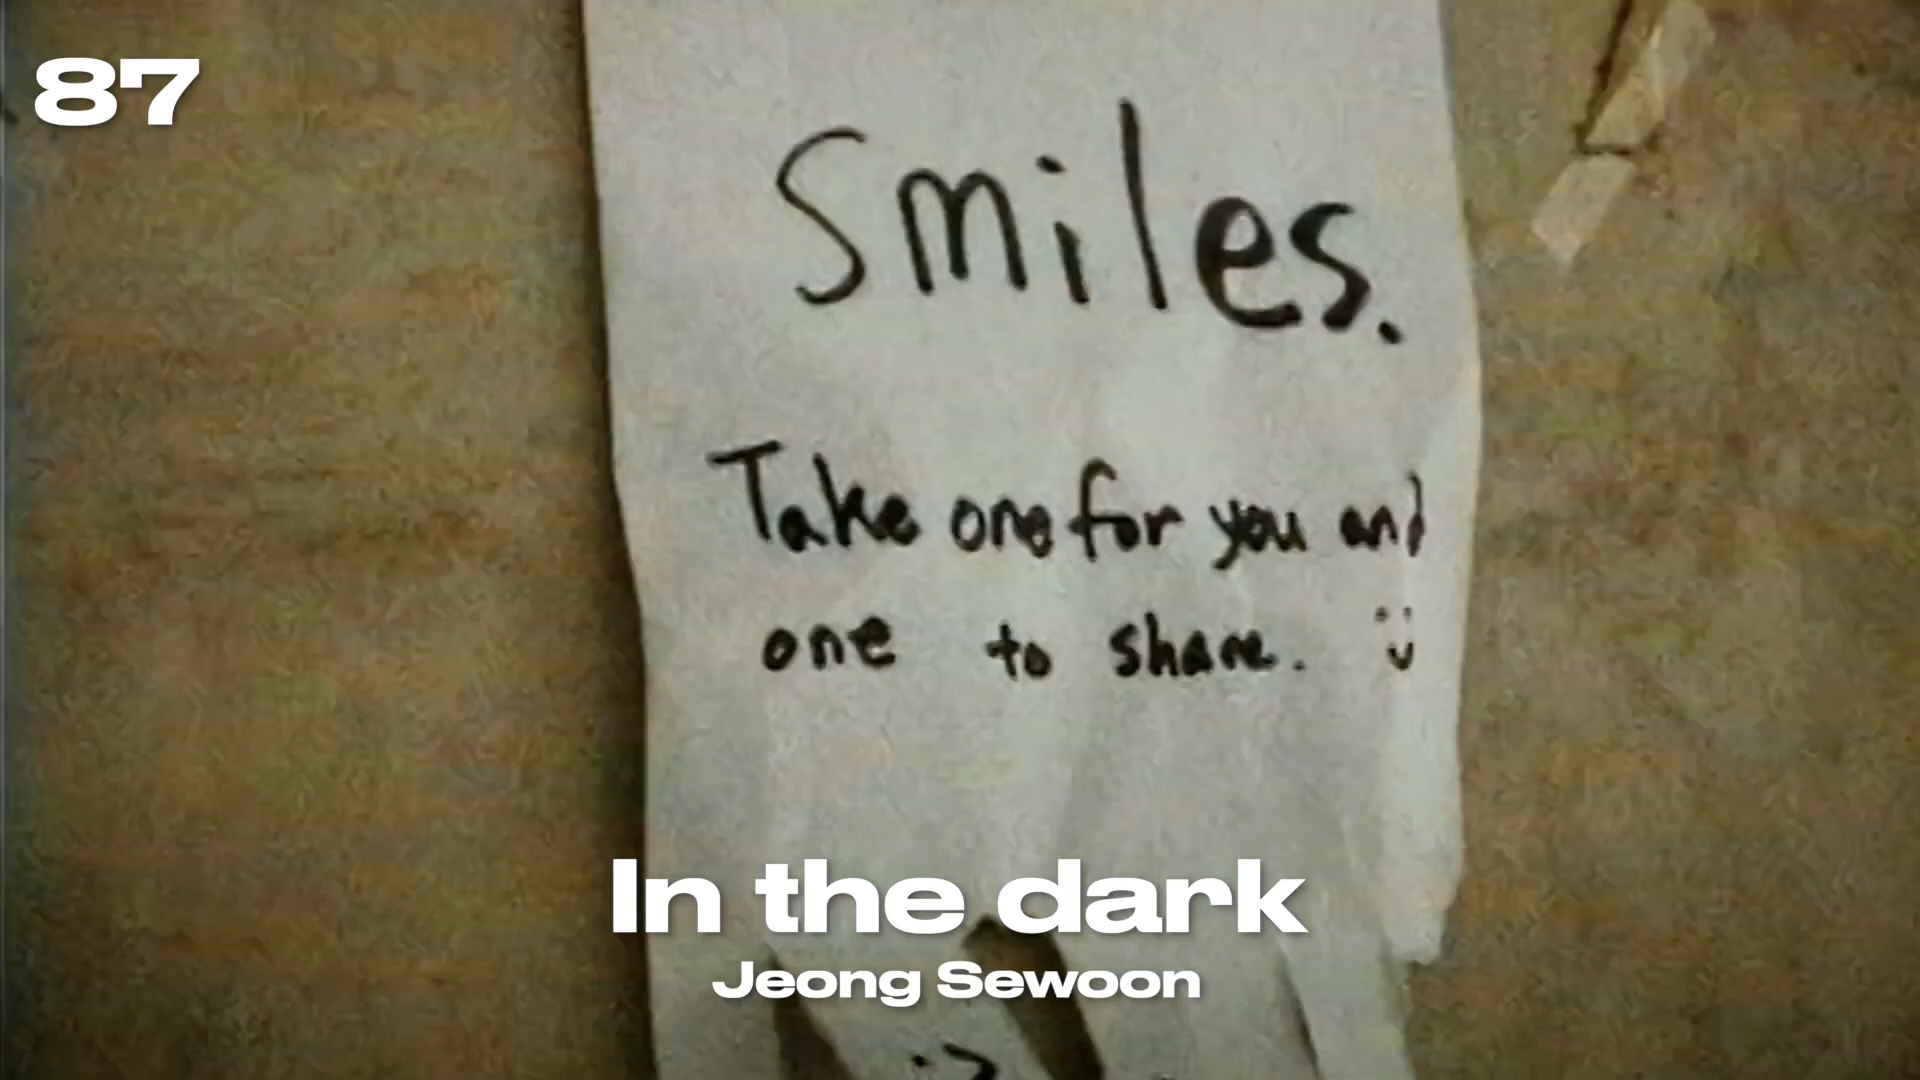 87
Smiles.
Take one for you and
one to share. :)
In the dark
Jeong Sewoon